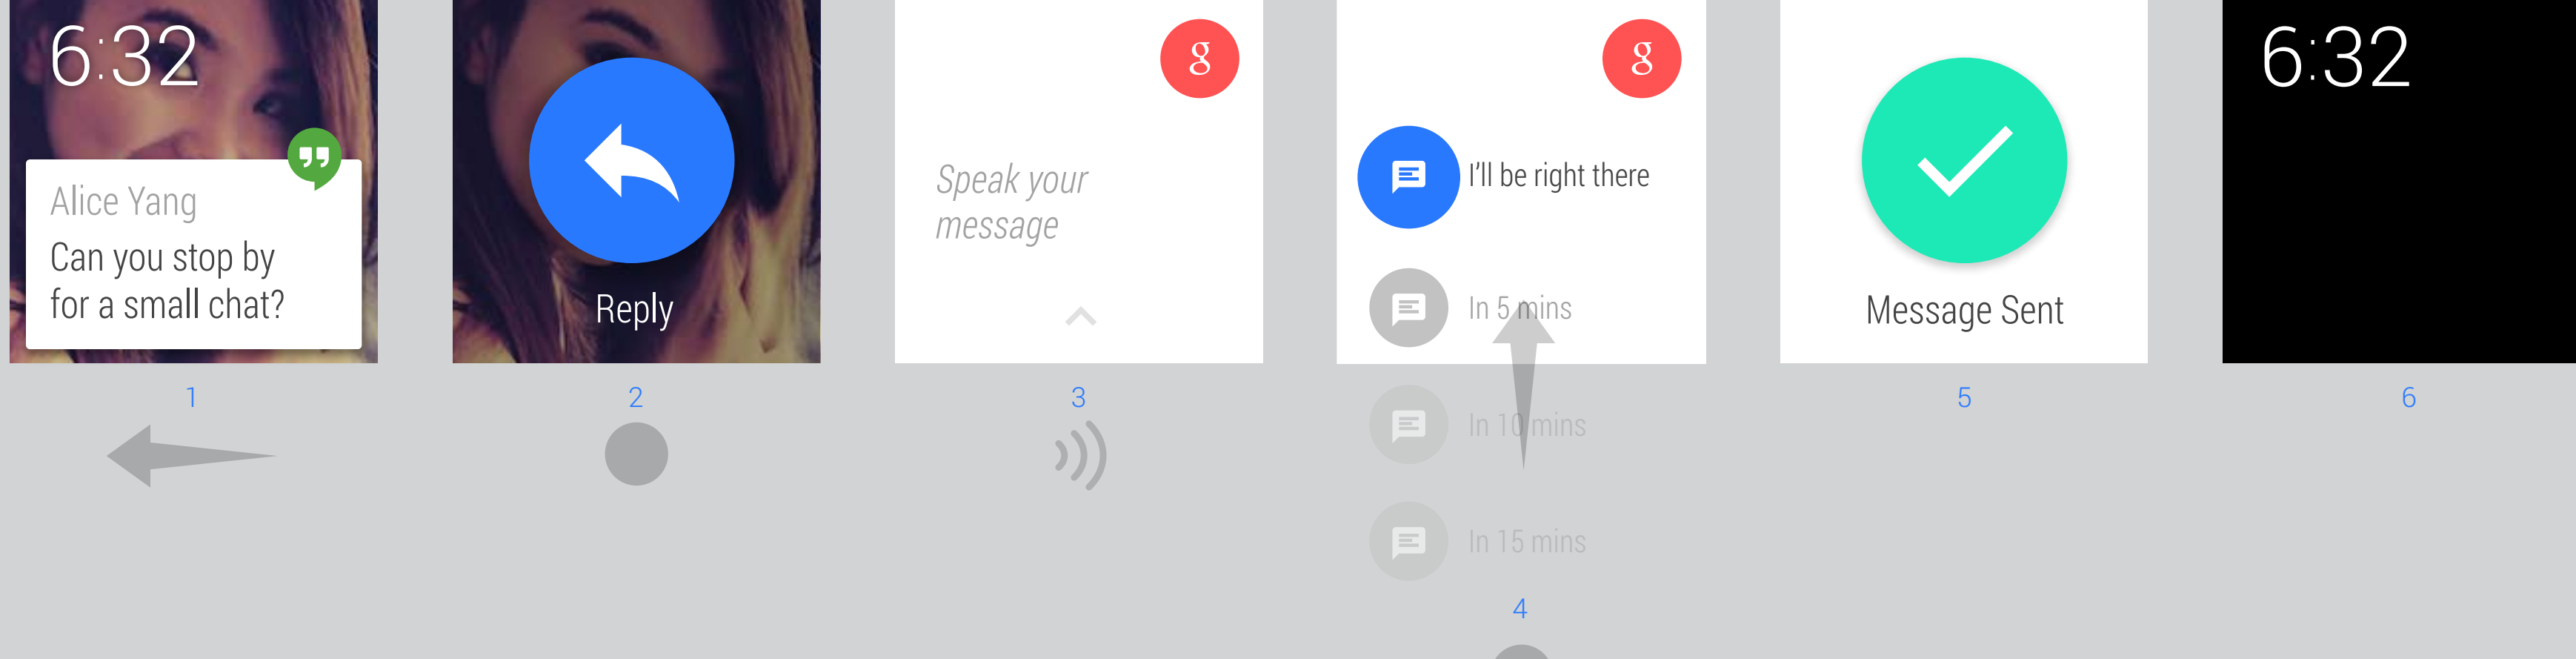 6:32
Alice Yang
Can you stop by
for a small chat?
1
Reply
2
g
Speak your
message
3
g
I'll be right there
In 5 mins
In 10 mins
In 15 mins
4
Message Sent
5
6:32
6